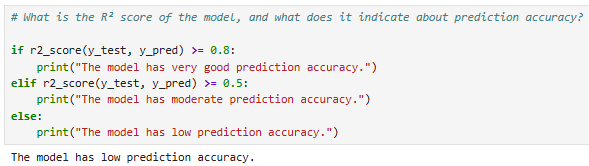 # What is the R² score of the model, and what does it indicate about prediction accuracy?
if r2_score(y_test, y_pred) >= 0.8:
    print("The model has very good prediction accuracy.")
elif r2_score(y_test, y_pred) >= 0.5:
    print("The model has moderate prediction accuracy.")
else:
    print("The model has low prediction accuracy.")
The model has low prediction accuracy.